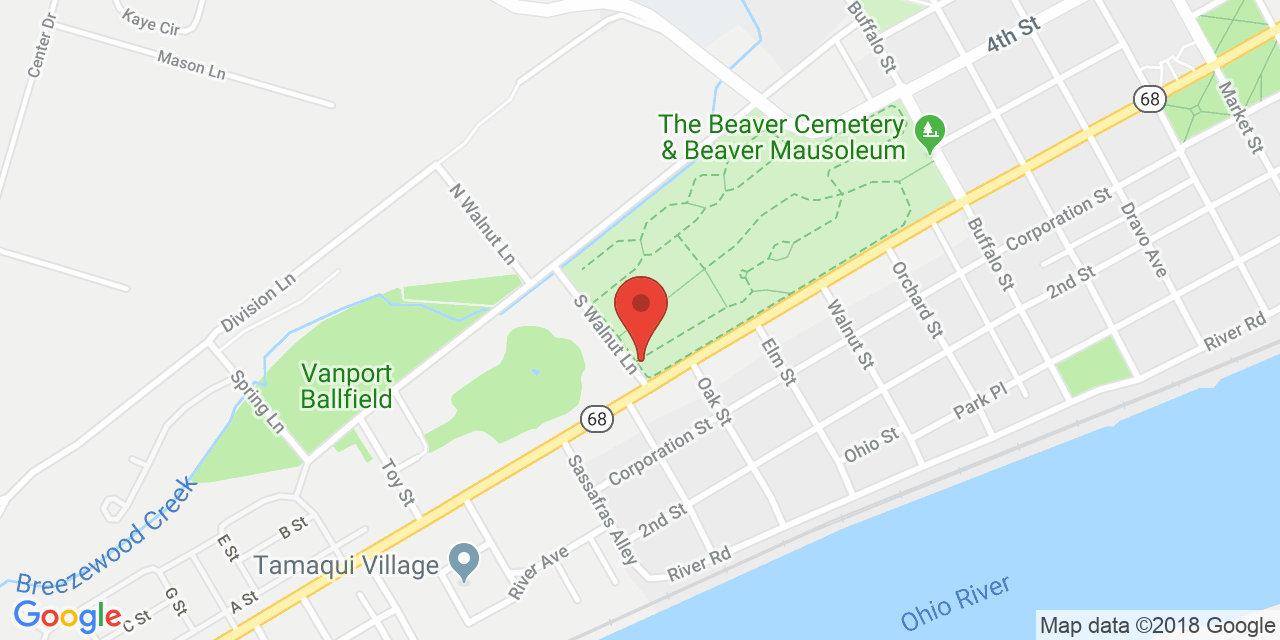 Kaye Cir
Center Dr
Mason Ln
Buffalo St
4th St
68
Market St
The Beaver Cemetery
& Beaver Mausoleum
N Walnut Ln
Corporation St
Dravo Ave
Buffalo St
2nd St
Orchard St
Division Ln
S Walnut Ln
Walnut St
River Rd
Elm St
Vanport
Ballfield
Spring Ln
Oak St
Park Pl
68
Corporation St
Ohio St
Toy St
Sassafras Alley
2nd St
Breezewood Creek
E St
B St
Tamaqui Village
River Ave
River Rd
G St
A St
C St
Ohio River
Google
Map data ©2018 Google